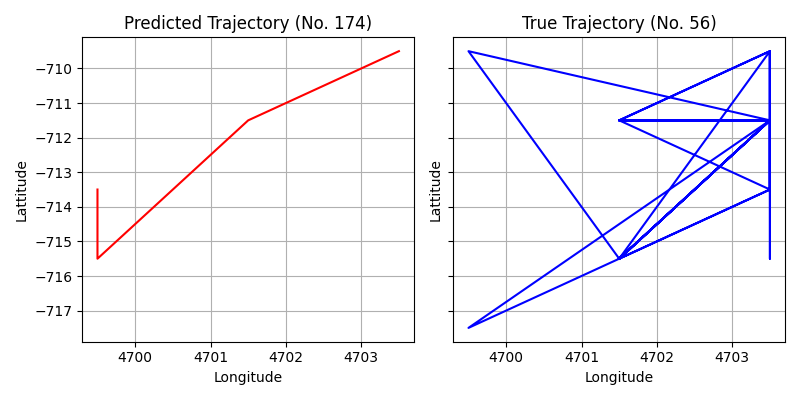 Predicted Trajectory (No. 174)
True Trajectory (No. 56)
Lattitude
−710
−711
−712
−713
−714
−715
−716
−717
4700
4701
4702
4703
Longitude
Lattitude
4700
4701
4702
4703
Longitude